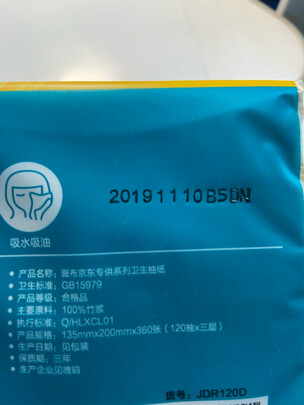 20191110B5DN
吸水吸油
产品名称：斑布京东专供系列卫生抽纸
卫生标准：GB15979
产品等级：合格品
主要原料：100%竹浆
执行标准：Q/HLXCL01
产品规格：135mmx200mmx360张（120抽x三层）
生产日期：见包装
保质期：三年
生产企业见喷码
货号：JDR120D